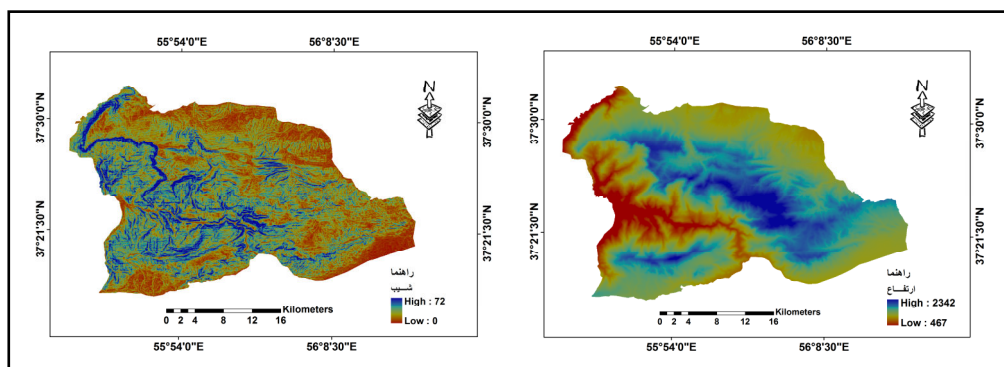 55°54'0"E 56°8'30"E
N
37°30'0"N 37°30'0"N
37°21'30"N 37°21'30"N
راهنما
شیب
High : 72
Low : 0
Kilometers
0 2 4 8 12 16
55°54'0"E 56°8'30"E
55°54'0"E 56°8'30"E
N
37°30'0"N 37°30'0"N
37°21'30"N 37°21'30"N
راهنما
ارتفاع
High : 2342
Low : 467
Kilometers
0 2 4 8 12 16
55°54'0"E 56°8'30"E